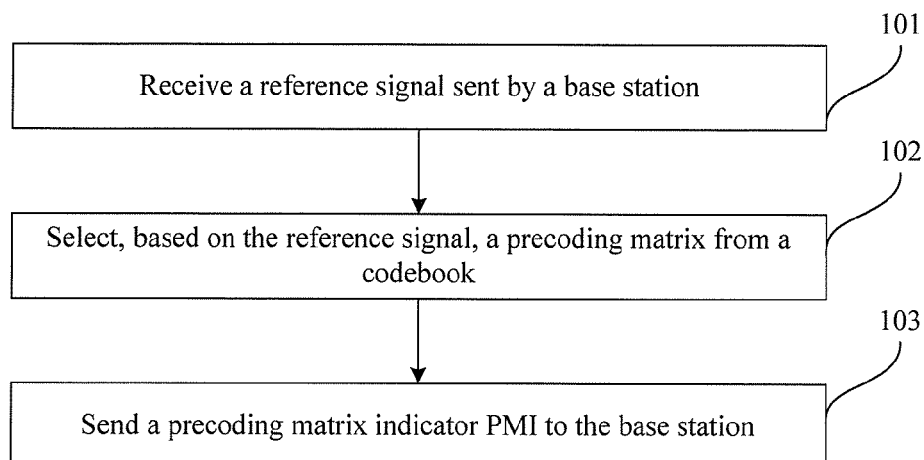 101
Receive a reference signal sent by a base station
102
Select, based on the reference signal, a precoding matrix from a
codebook
103
Send a precoding matrix indicator PMI to the base station